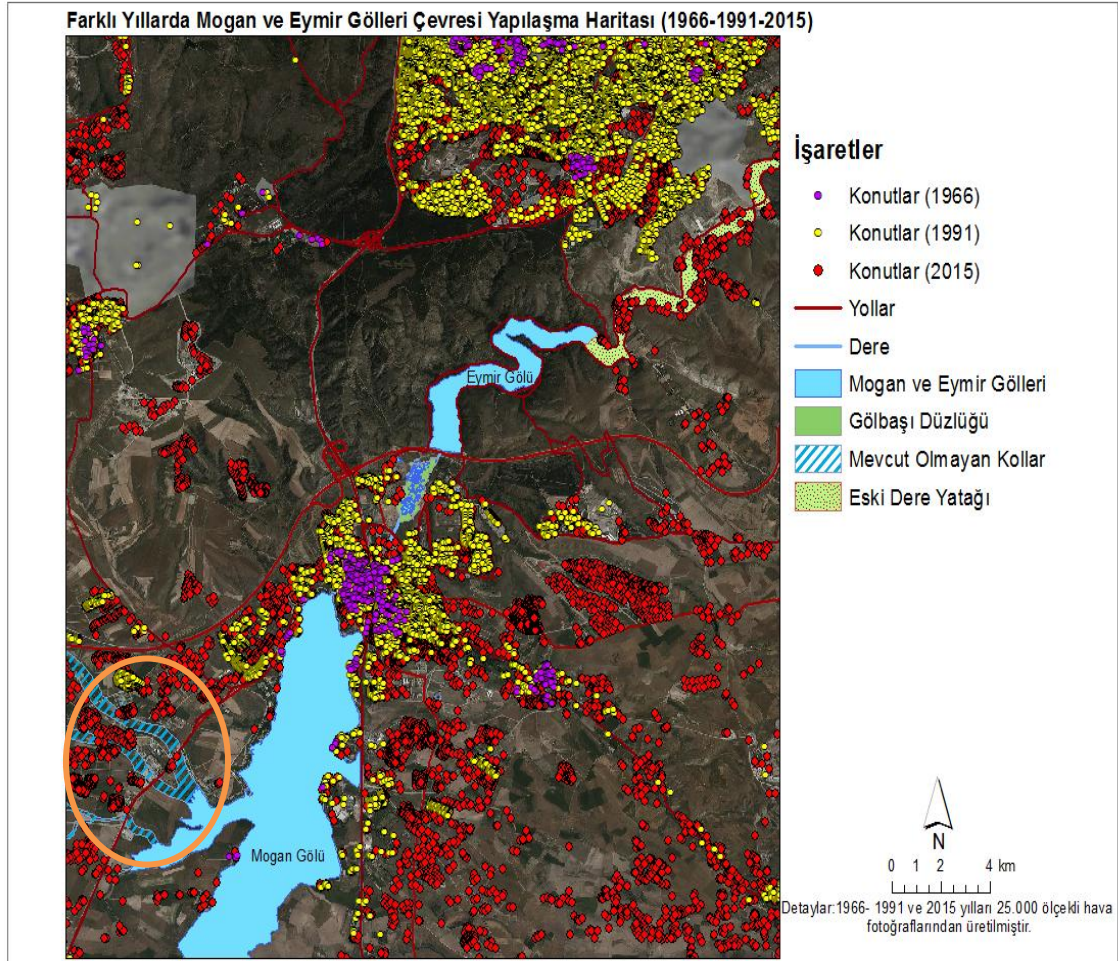 Farklı Yıllarda Mogan ve Eymir Gölleri Çevresi Yapılaşma Haritası (1966-1991-2015)
Eymir Gölü
Mogan Gölü
İşaretler
Konutlar (1966)
Konutlar (1991)
Konutlar (2015)
Yollar
Dere
Mogan ve Eymir Gölleri
Gölbaşı Düzlüğü
Mevcut Olmayan Kollar
Eski Dere Yatağı
N
0 1 2 4 km
Detaylar:1966- 1991 ve 2015 yılları 25.000 ölçekli hava
fotoğraflarından üretilmiştir.